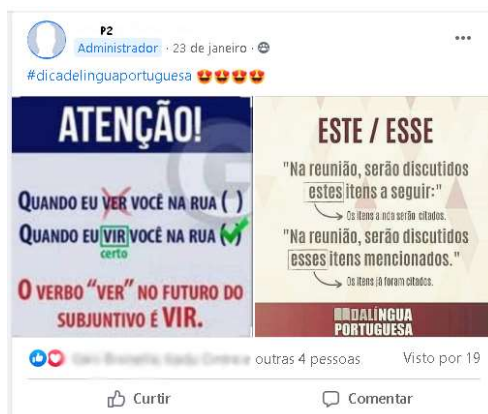 P2
Administrador · 23 de janeiro ·
#dicadelinguaportuguesa 😍😍😍😍
ATENÇÃO!
QUANDO EU VER VOCÊ NA RUA ( )
QUANDO EU VIR VOCÊ NA RUA ( )
certo
O VERBO "VER" NO FUTURO DO
SUBJUNTIVO É VIR.
ESTE / ESSE
"Na reunião, serão discutidos
estes itens a seguir:"
Os itens a nda serão citados.
"Na reunião, serão discutidos
esses itens mencionados."
Os itens já foram citados.
DALÍNGUA
PORTUGUESA
outras 4 pessoas
Visto por 19
Curtir
Comentar